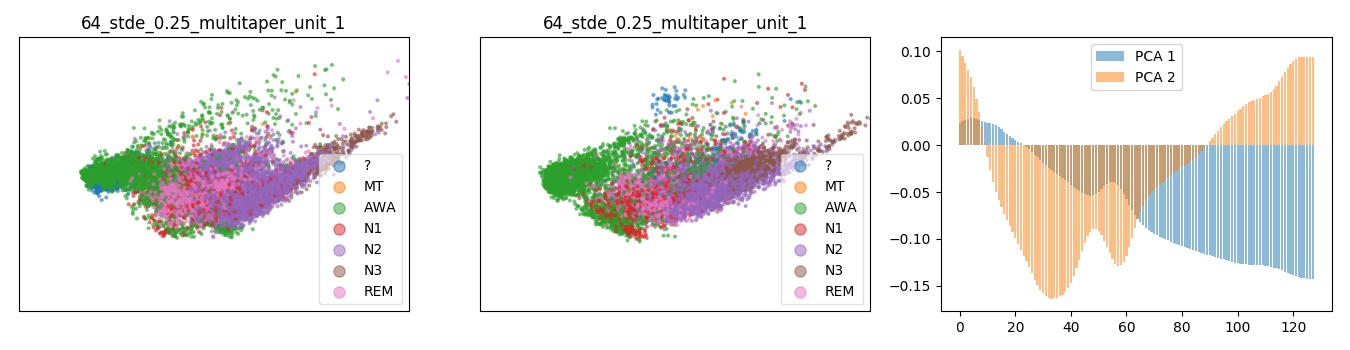 64_stde_0.25_multitaper_unit_1
?
MT
AWA
N1
N2
N3
REM
64_stde_0.25_multitaper_unit_1
?
MT
AWA
N1
N2
N3
REM
PCA 1
PCA 2
0.10
0.05
0.00
−0.05
−0.10
−0.15
0 20 40 60 80 100 120